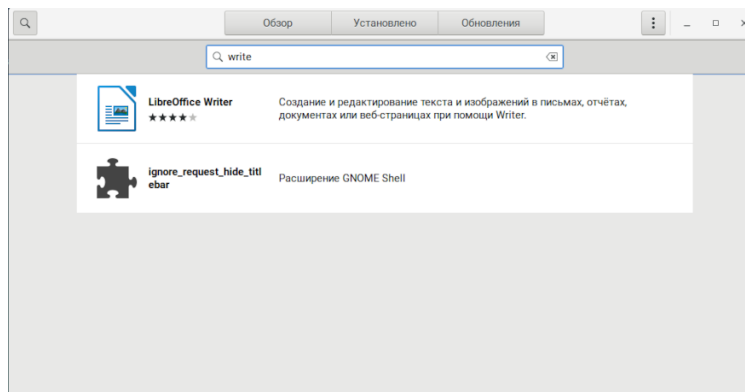 Обзор
Установлено
Обновления
write
LibreOffice Writer
Создание и редактирование текста и изображений в письмах, отчётах,
документах или веб-страницах при помощи Writer.
ignore_request_hide_titl
ebar
Расширение GNOME Shell